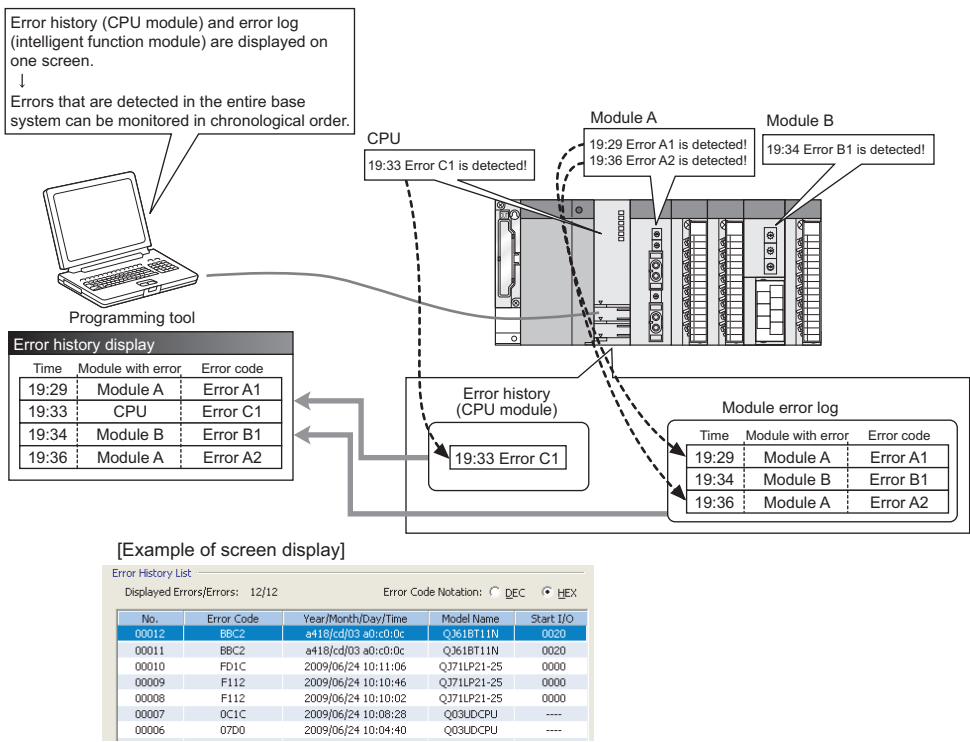 Error history (CPU module) and error log
(intelligent function module) are displayed on
one screen.
↓
Errors that are detected in the entire base
system can be monitored in chronological order.
CPU
19:33 Error C1 is detected!
Module A
19:29 Error A1 is detected!
19:36 Error A2 is detected!
Module B
19:34 Error B1 is detected!
Programming tool
Error history display
Time Module with error Error code
19:29 Module A Error A1
19:33 CPU Error C1
19:34 Module B Error B1
19:36 Module A Error A2
Error history
(CPU module)
19:33 Error C1
Module error log
Time Module with error Error code
19:29 Module A Error A1
19:34 Module B Error B1
19:36 Module A Error A2
[Example of screen display]
Error History List
Displayed Errors/Errors: 12/12 Error Code Notation: DEC HEX
No. Error Code Year/Month/Day/Time Model Name Start I/O
00012 BBC2 a418/cd/03 a0:c0:0c QJ61BT11N 0020
00011 BBC2 a418/cd/03 a0:c0:0c QJ61BT11N 0020
00010 FD1C 2009/06/24 10:11:06 QJ71LP21-25 0000
00009 F112 2009/06/24 10:10:46 QJ71LP21-25 0000
00008 F112 2009/06/24 10:10:02 QJ71LP21-25 0000
00007 0C1C 2009/06/24 10:08:28 Q03UDCPU ----
00006 07D0 2009/06/24 10:04:40 Q03UDCPU ----